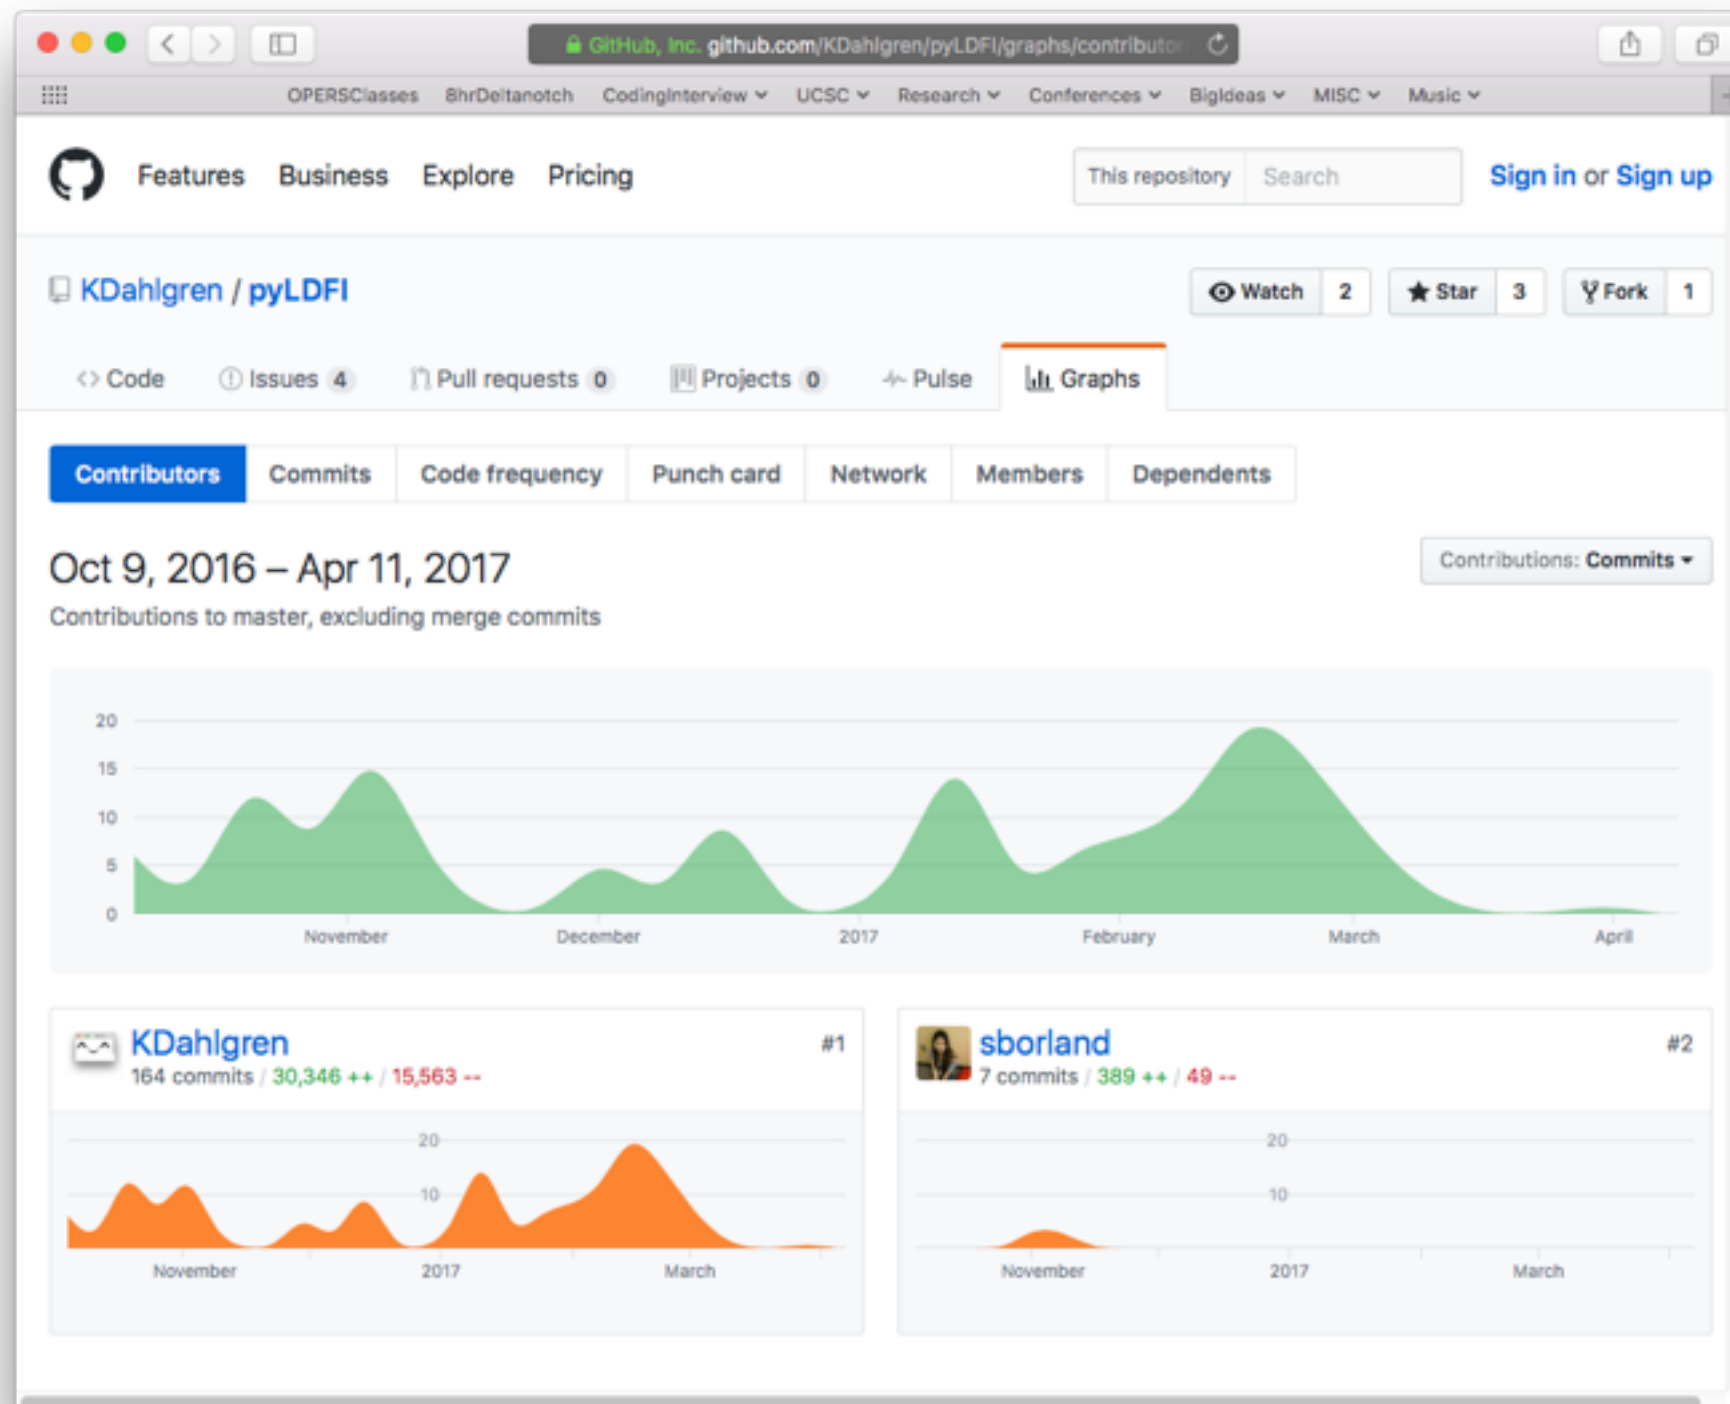 GitHub, Inc. github.com/KDahlgren/pyLDFI/graphs/contributor
OPERSClasses 8hrDeltanotch CodingInterview UCSC Research Conferences BigIdeas MISC Music
Features Business Explore Pricing This repository Search Sign in or Sign up
KDahlgren / pyLDFI Watch 2 Star 3 Fork 1
<> Code Issues 4 Pull requests 0 Projects 0 Pulse Graphs
Contributors Commits Code frequency Punch card Network Members Dependents
Oct 9, 2016 – Apr 11, 2017 Contributions: Commits
Contributions to master, excluding merge commits
20
15
10
5
0
November December 2017 February March April
KDahlgren #1
164 commits / 30,346 ++ / 15,563 --
20
10
November 2017 March
sborland #2
7 commits / 389 ++ / 49 --
20
10
November 2017 March